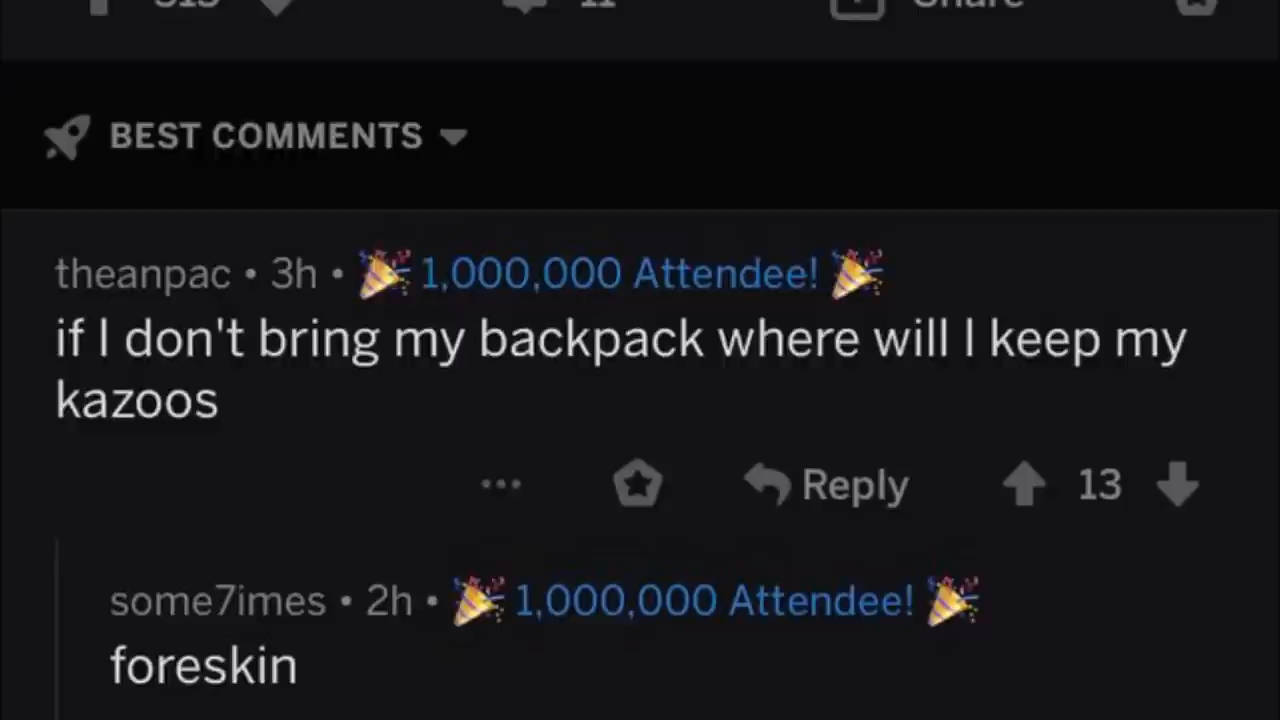 BEST COMMENTS
theanpac • 3h • 🎉 1,000,000 Attendee! 🎉
if I don't bring my backpack where will I keep my
kazoos
... Reply 13
some7imes • 2h • 🎉 1,000,000 Attendee! 🎉
foreskin